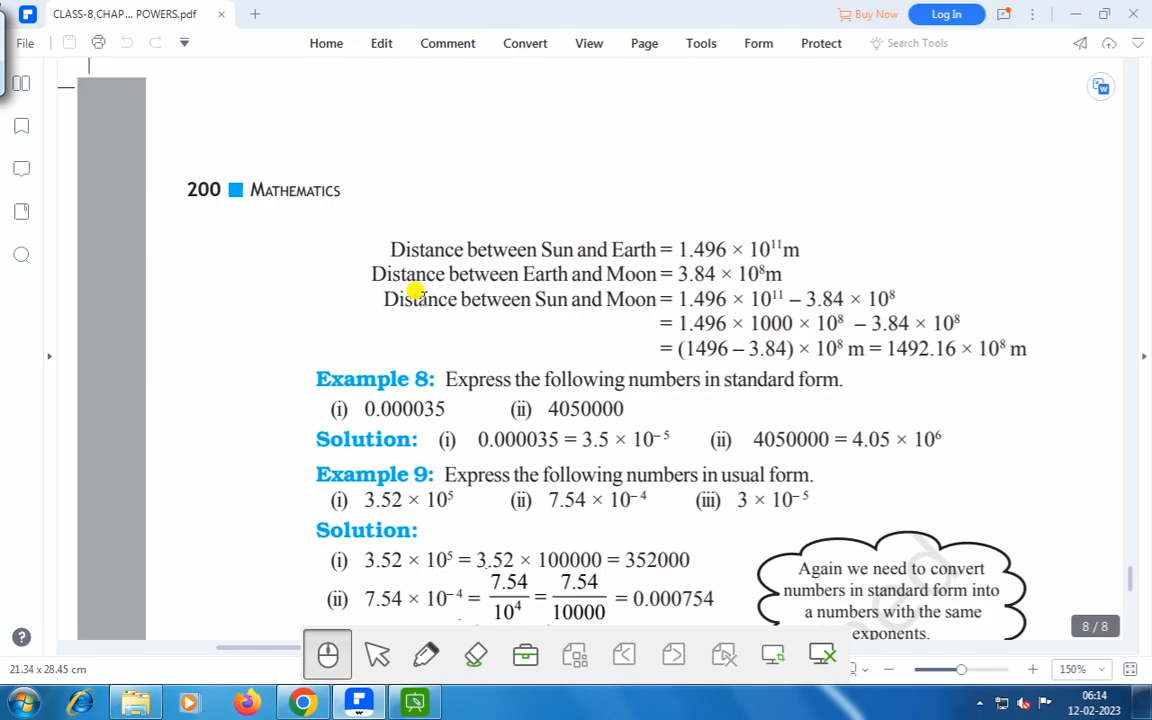 CLASS-8,CHAP ... POWERS.pdf
Buy Now
Log In
File
Home
Edit
Comment
Convert
View
Page
Tools
Form
Protect
Search Tools
200 MATHEMATICS
Distance between Sun and Earth = 1.496 × 10¹¹m
Distance between Earth and Moon = 3.84 × 10⁸m
Distance between Sun and Moon = 1.496 × 10¹¹ – 3.84 × 10⁸
= 1.496 × 1000 × 10⁸ – 3.84 × 10⁸
= (1496 – 3.84) × 10⁸ m = 1492.16 × 10⁸ m
Example 8: Express the following numbers in standard form.
(i) 0.000035 (ii) 4050000
Solution: (i) 0.000035 = 3.5 × 10⁻⁵ (ii) 4050000 = 4.05 × 10⁶
Example 9: Express the following numbers in usual form.
(i) 3.52 × 10⁵ (ii) 7.54 × 10⁻⁴ (iii) 3 × 10⁻⁵
Solution:
(i) 3.52 × 10⁵ = 3.52 × 100000 = 352000
(ii) 7.54 × 10⁻⁴ = 7.54/10⁴ = 7.54/10000 = 0.000754
Again we need to convert
numbers in standard form into
a numbers with the same
exponents.
8 / 8
21.34 x 28.45 cm
150%
06:14
12-02-2023